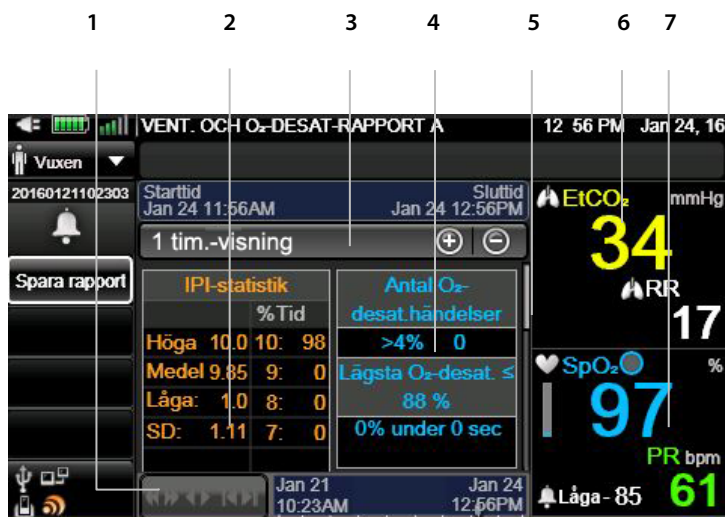 1 2 3 4 5 6 7
VENT. OCH O₂-DESAT-RAPPORT A 12 56 PM Jan 24, 16
Vuxen
20160121102303
Starttid Sluttid
Jan 24 11:56AM Jan 24 12:56PM
1 tim.-visning
Spara rapport
IPI-statistik
%Tid
Höga 10.0 10: 98
Medel 9.85 9: 0
Låga: 1.0 8: 0
SD: 1.11 7: 0
Antal O₂-
desat.händelser
>4% 0
Lägsta O₂-desat. ≤
88 %
0% under 0 sec
Jan 21 Jan 24
10:23AM 12:56PM
EtCO₂ mmHg
34
RR
17
SpO₂ %
97
PR bpm
Låga- 85 61